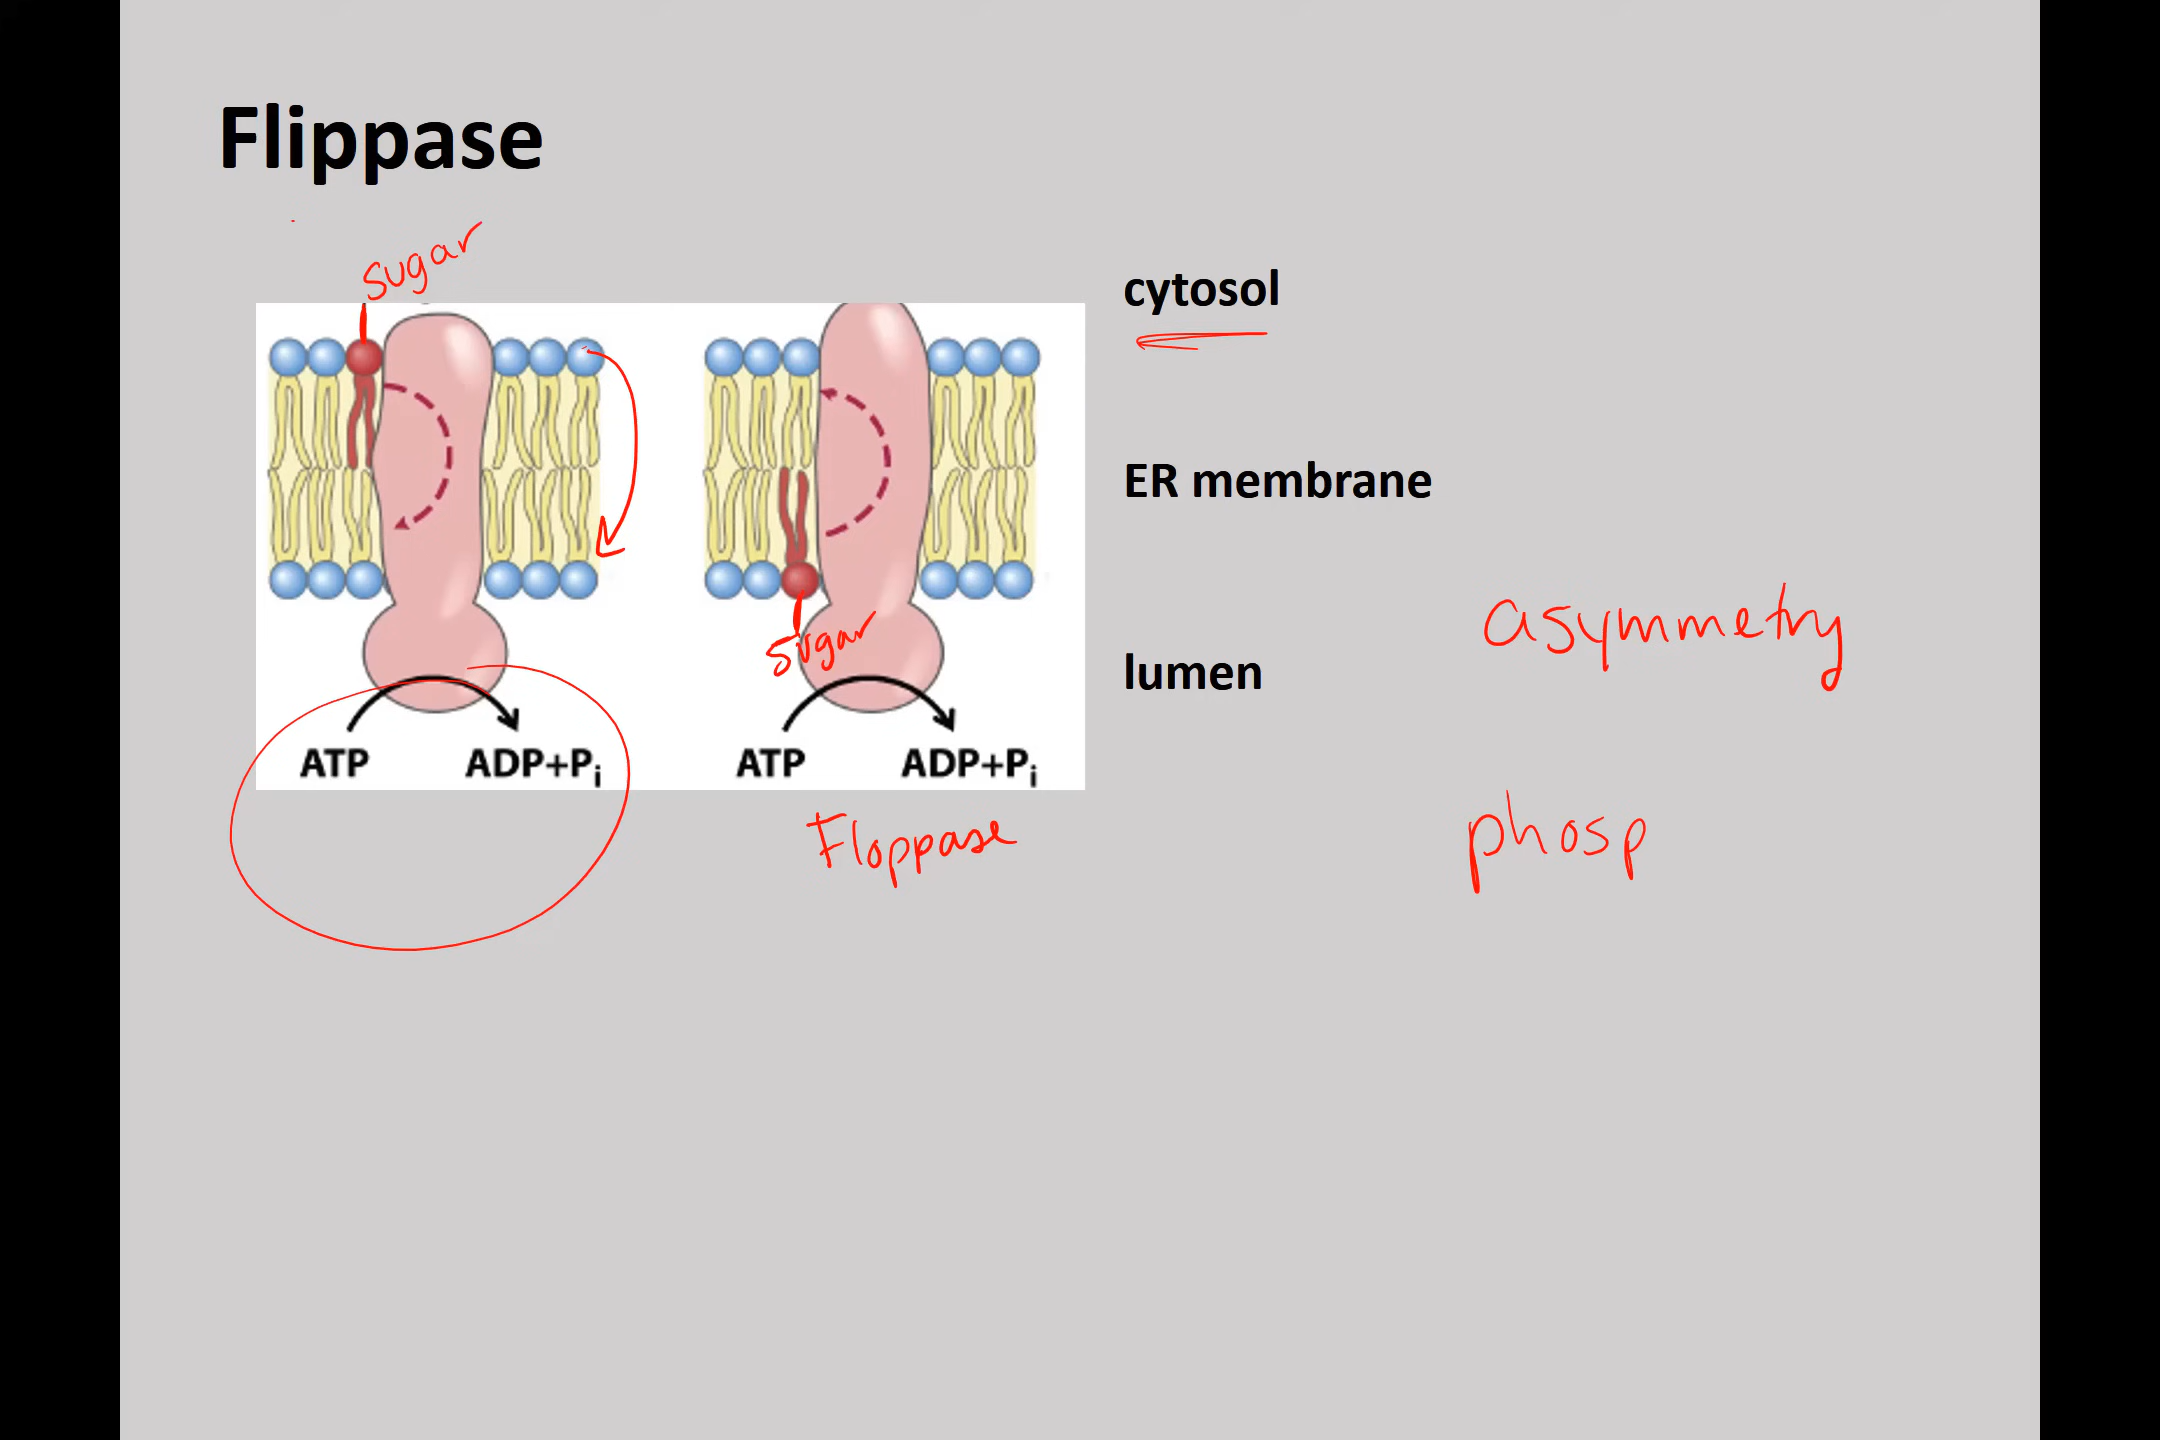 Flippase
sugar
cytosol
ER membrane
asymmetry
sugar
lumen
ATP ADP+Pi ATP ADP+Pi
Floppase
phosp